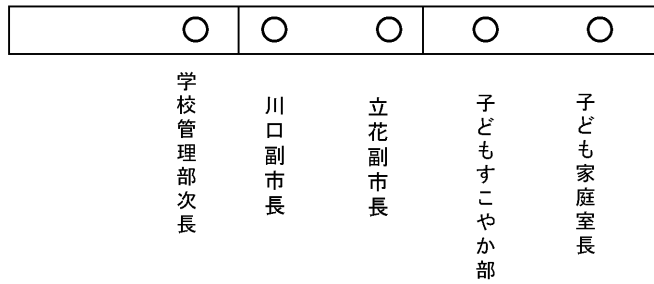 学校管理部次長
川口副市長
立花副市長
子どもすこやか部
子ども家庭室長